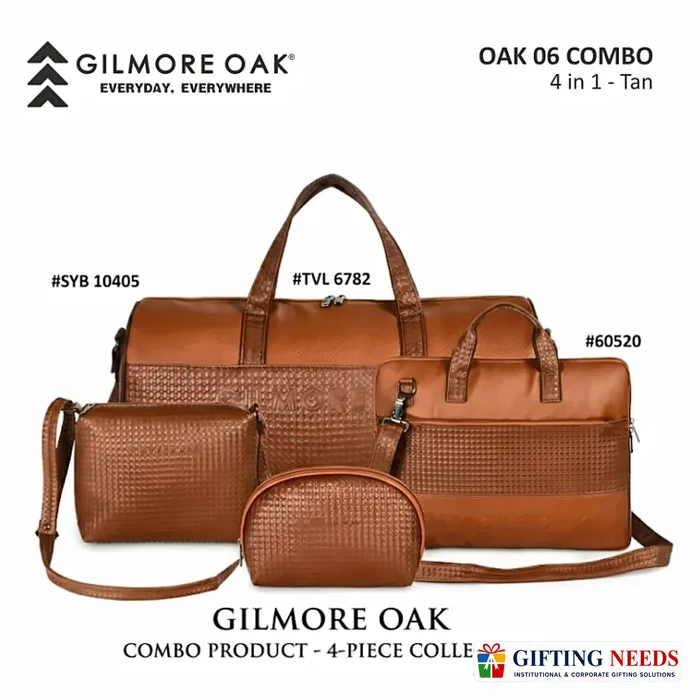 GILMORE OAK®
EVERYDAY. EVERYWHERE
OAK 06 COMBO
4 in 1 - Tan
#SYB 10405
#TVL 6782
#60520
GILMORE
GILMORE OAK
COMBO PRODUCT - 4-PIECE COLLE
GIFTING NEEDS
INSTITUTIONAL & CORPORATE GIFTING SOLUTIONS